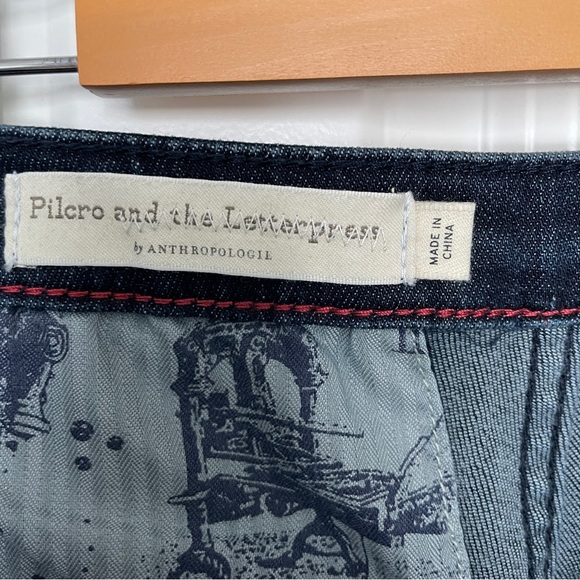 Pilcro and the Letterpress
by ANTHROPOLOGIE
MADE IN
CHINA